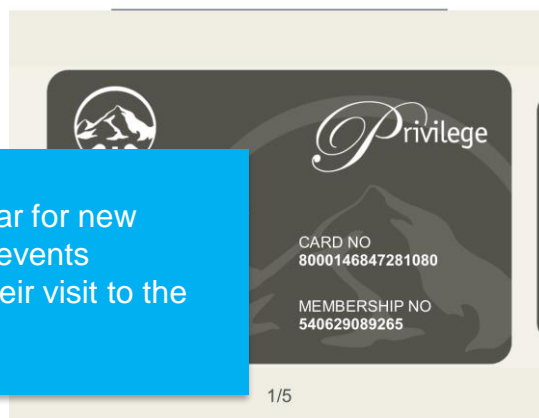 Privilege
ar for new
events
eir visit to the
CARD NO
8000146847281080
MEMBERSHIP NO
540629089265
1/5